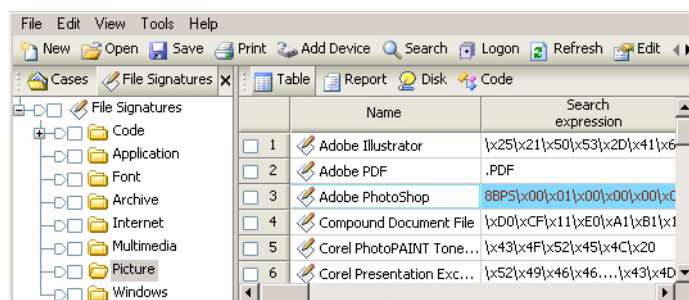 File Edit View Tools Help
New Open Save Print Add Device Search Logon Refresh Edit
Cases File Signatures Table Report Disk Code
File Signatures
Code
Application
Font
Archive
Internet
Multimedia
Picture
Windows
Name Search expression
1 Adobe Illustrator \x25\x21\x50\x53\x2D\x41\x6
2 Adobe PDF .PDF
3 Adobe PhotoShop 8BPS\x00\x01\x00\x00\x00\x0
4 Compound Document File \xD0\xCF\x11\xE0\xA1\xB1\x1
5 Corel PhotoPAINT Tone... \x43\x4F\x52\x45\x4C\x20
6 Corel Presentation Exc... \x52\x49\x46\x46....\x43\x4D